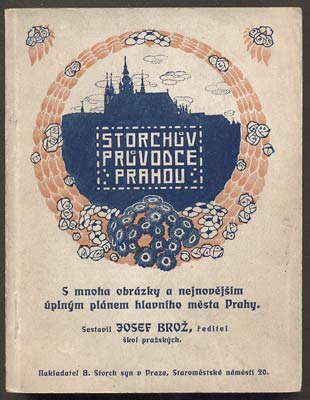 STORCHŮV
PRŮVODCE
PRAHOU
S mnoha obrázky a nejnovějším
úplným plánem hlavního města Prahy.
Sestavil JOSEF BROŽ, ředitel
škol pražských.
Nakladatel A. Storch syn v Praze, Staroměstské náměstí 20.